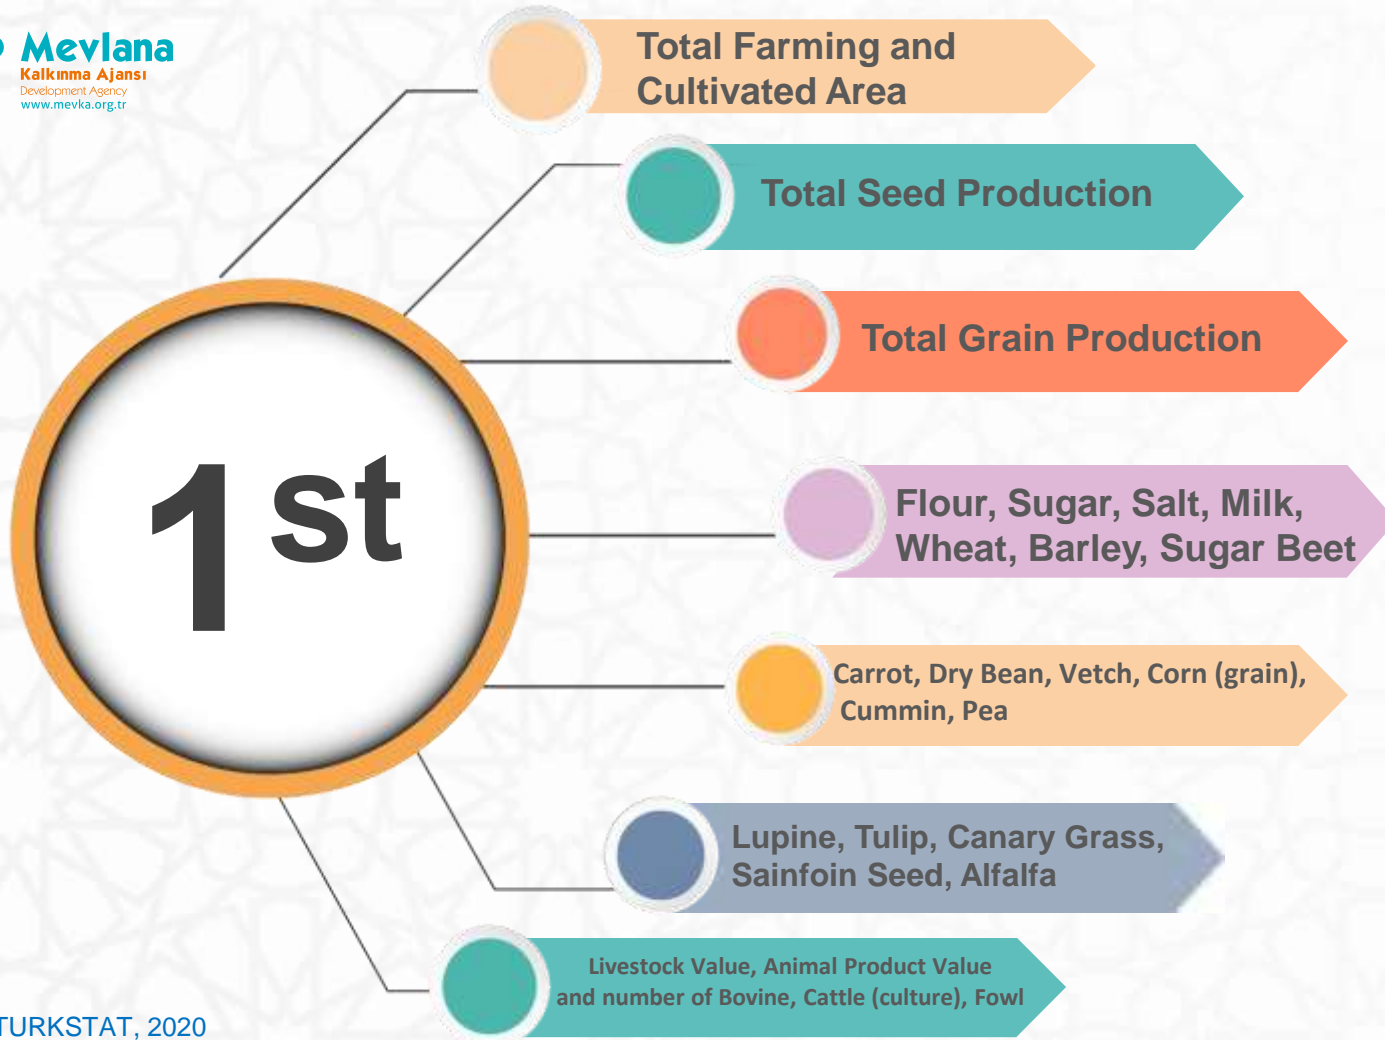 Mevlana
Kalkınma Ajansı
Development Agency
www.mevka.org.tr
Total Farming and
Cultivated Area
Total Seed Production
Total Grain Production
1st
Flour, Sugar, Salt, Milk,
Wheat, Barley, Sugar Beet
Carrot, Dry Bean, Vetch, Corn (grain),
Cummin, Pea
Lupine, Tulip, Canary Grass,
Sainfoin Seed, Alfalfa
Livestock Value, Animal Product Value
and number of Bovine, Cattle (culture), Fowl
TURKSTAT, 2020